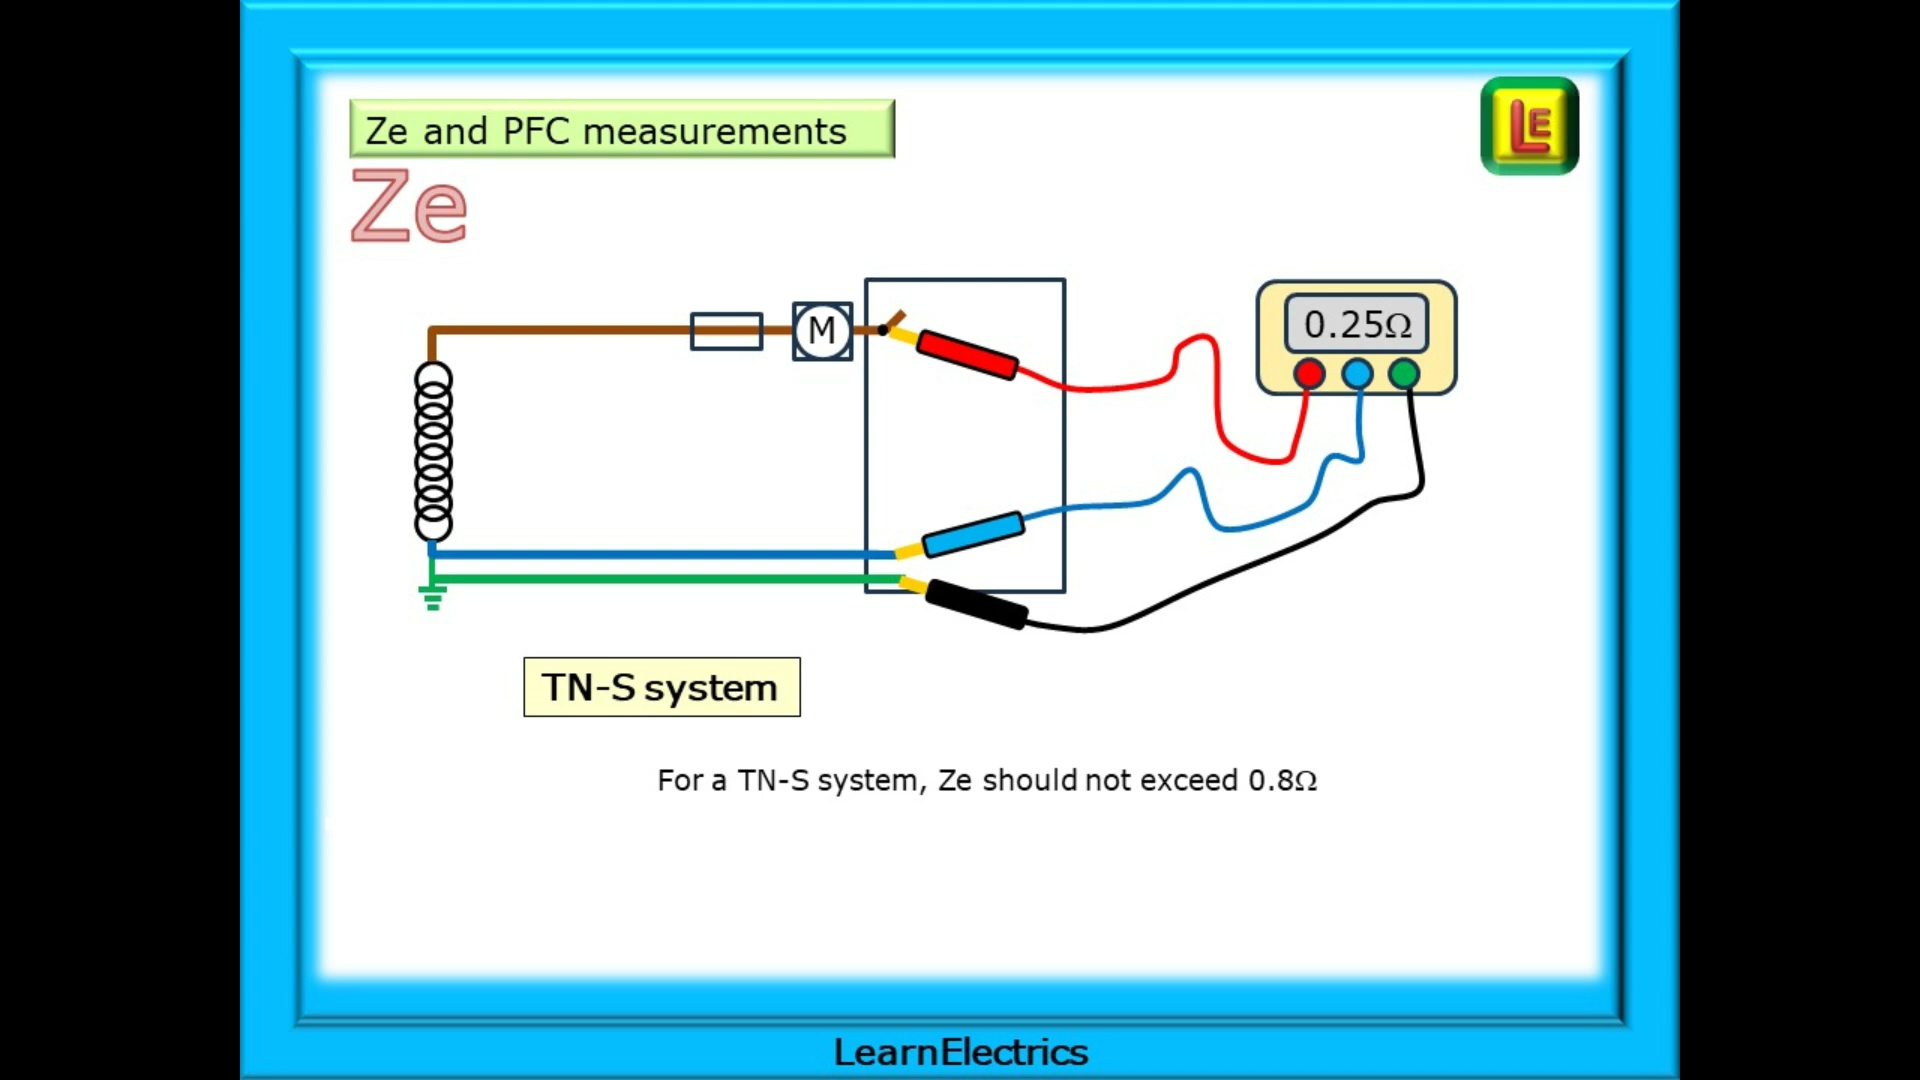 Ze and PFC measurements
LE
Ze
M
0.25Ω
TN-S system
For a TN-S system, Ze should not exceed 0.8Ω
LearnElectrics